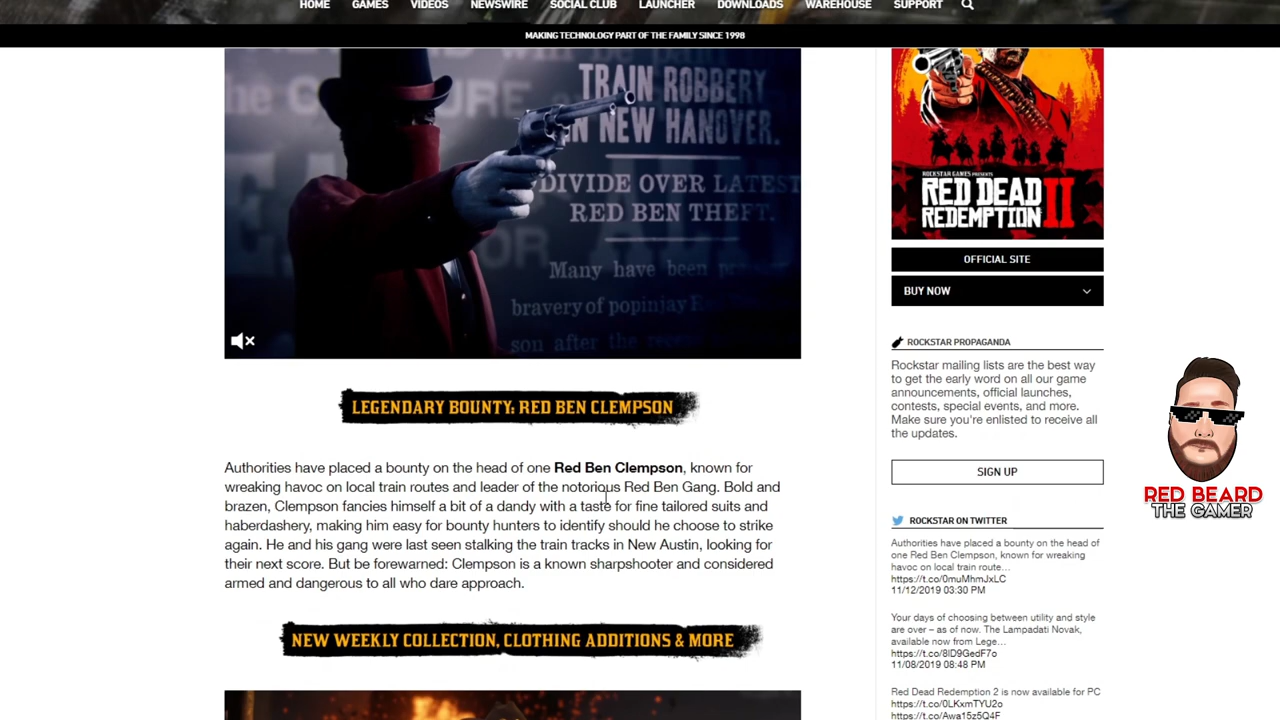 HOME GAMES VIDEOS NEWSWIRE SOCIAL CLUB LAUNCHER DOWNLOADS WAREHOUSE SUPPORT
MAKING TECHNOLOGY PART OF THE FAMILY SINCE 1998
TRAIN ROBBERY
IN NEW HANOVER.
DIVIDE OVER LATEST
RED BEN THEFT.
Many have been
bravery of popinjay
son after the
LEGENDARY BOUNTY: RED BEN CLEMPSON
Authorities have placed a bounty on the head of one Red Ben Clempson, known for
wreaking havoc on local train routes and leader of the notorious Red Ben Gang. Bold and
brazen, Clempson fancies himself a bit of a dandy with a taste for fine tailored suits and
haberdashery, making him easy for bounty hunters to identify should he choose to strike
again. He and his gang were last seen stalking the train tracks in New Austin, looking for
their next score. But be forewarned: Clempson is a known sharpshooter and considered
armed and dangerous to all who dare approach.
NEW WEEKLY COLLECTION, CLOTHING ADDITIONS & MORE
ROCKSTAR GAMES PRESENTS
RED DEAD
REDEMPTION II
OFFICIAL SITE
BUY NOW
ROCKSTAR PROPAGANDA
Rockstar mailing lists are the best way
to get the early word on all our game
announcements, official launches,
contests, special events, and more.
Make sure you're enlisted to receive all
the updates.
SIGN UP
ROCKSTAR ON TWITTER
Authorities have placed a bounty on the head of
one Red Ben Clempson, known for wreaking
havoc on local train route…
https://t.co/0muMhmJxLC
11/12/2019 03:30 PM
Your days of choosing between utility and style
are over – as of now. The Lampadati Novak,
available now from Lege…
https://t.co/8lD9GedF7o
11/08/2019 08:48 PM
Red Dead Redemption 2 is now available for PC
https://t.co/0LKxmTYU2o
https://t.co/Awa15z5Q4F
RED BEARD
THE GAMER